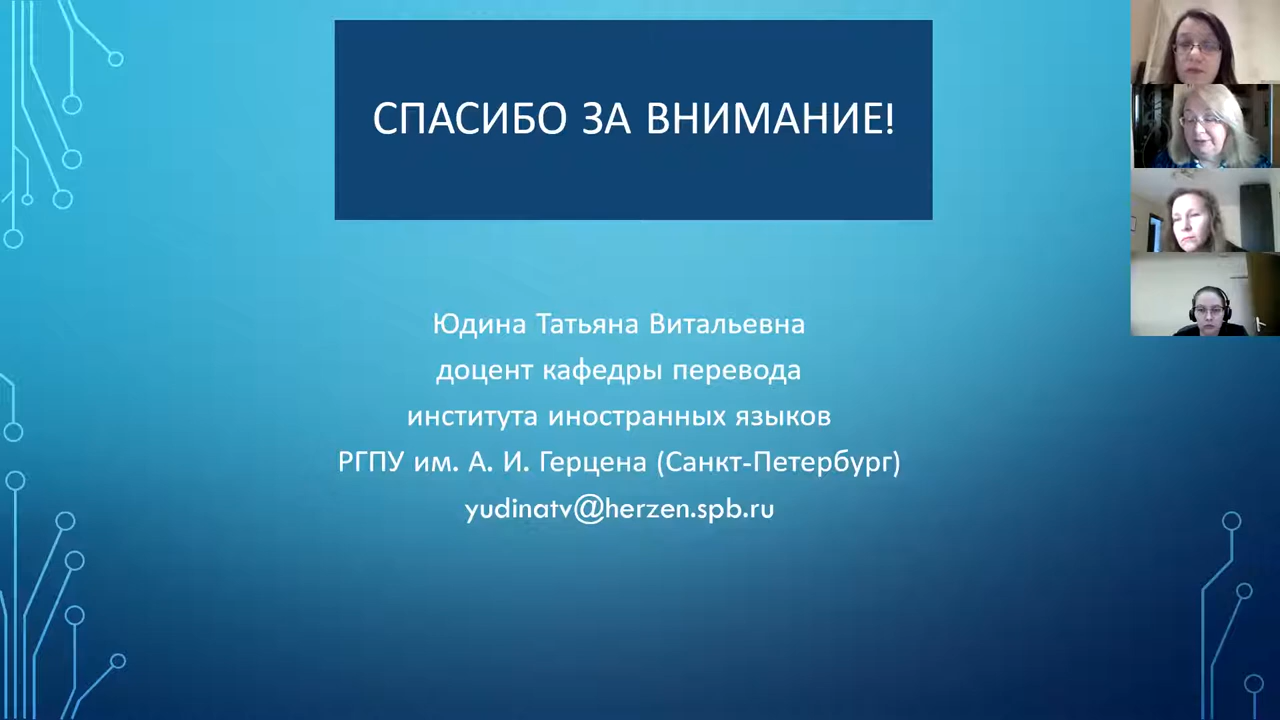 СПАСИБО ЗА ВНИМАНИЕ!
Юдина Татьяна Витальевна
доцент кафедры перевода
института иностранных языков
РГПУ им. А. И. Герцена (Санкт-Петербург)
yudinatv@herzen.spb.ru